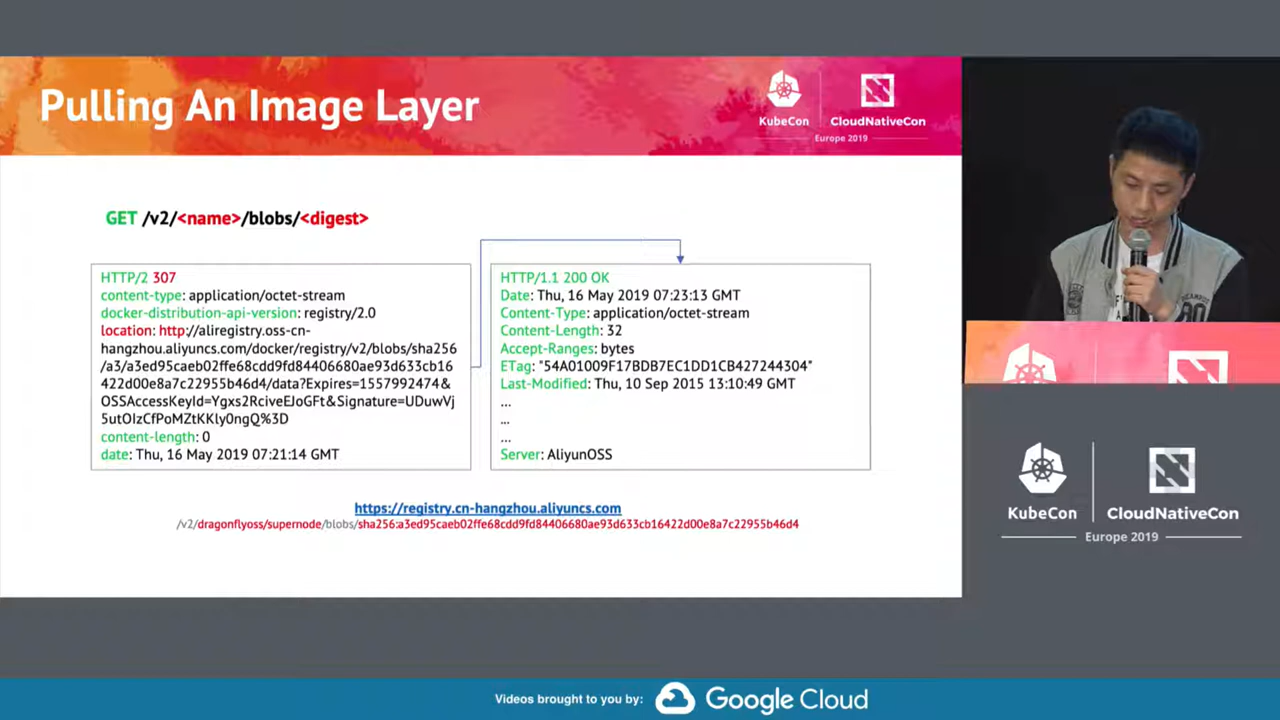 Pulling An Image Layer
KubeCon
CloudNativeCon
Europe 2019
GET /v2/<name>/blobs/<digest>
HTTP/2 307
content-type: application/octet-stream
docker-distribution-api-version: registry/2.0
location: http://aliregistry.oss-cn-
hangzhou.aliyuncs.com/docker/registry/v2/blobs/sha256
/a3/a3ed95caeb02ffe68cdd9fd84406680ae93d633cb16
422d00e8a7c22955b46d4/data?Expires=1557992474&
OSSAccessKeyId=Ygxs2RciveEJoGFt&Signature=UDuwVj
5utOIzCfPoMZtKKly0ngQ%3D
content-length: 0
date: Thu, 16 May 2019 07:21:14 GMT
HTTP/1.1 200 OK
Date: Thu, 16 May 2019 07:23:13 GMT
Content-Type: application/octet-stream
Content-Length: 32
Accept-Ranges: bytes
ETag: "54A01009F17BDB7EC1DD1CB427244304"
Last-Modified: Thu, 10 Sep 2015 13:10:49 GMT
...
...
...
Server: AliyunOSS
https://registry.cn-hangzhou.aliyuncs.com
/v2/dragonflyoss/supernode/blobs/sha256:a3ed95caeb02ffe68cdd9fd84406680ae93d633cb16422d00e8a7c22955b46d4
KubeCon
CloudNativeCon
Europe 2019
Videos brought to you by:
Google Cloud